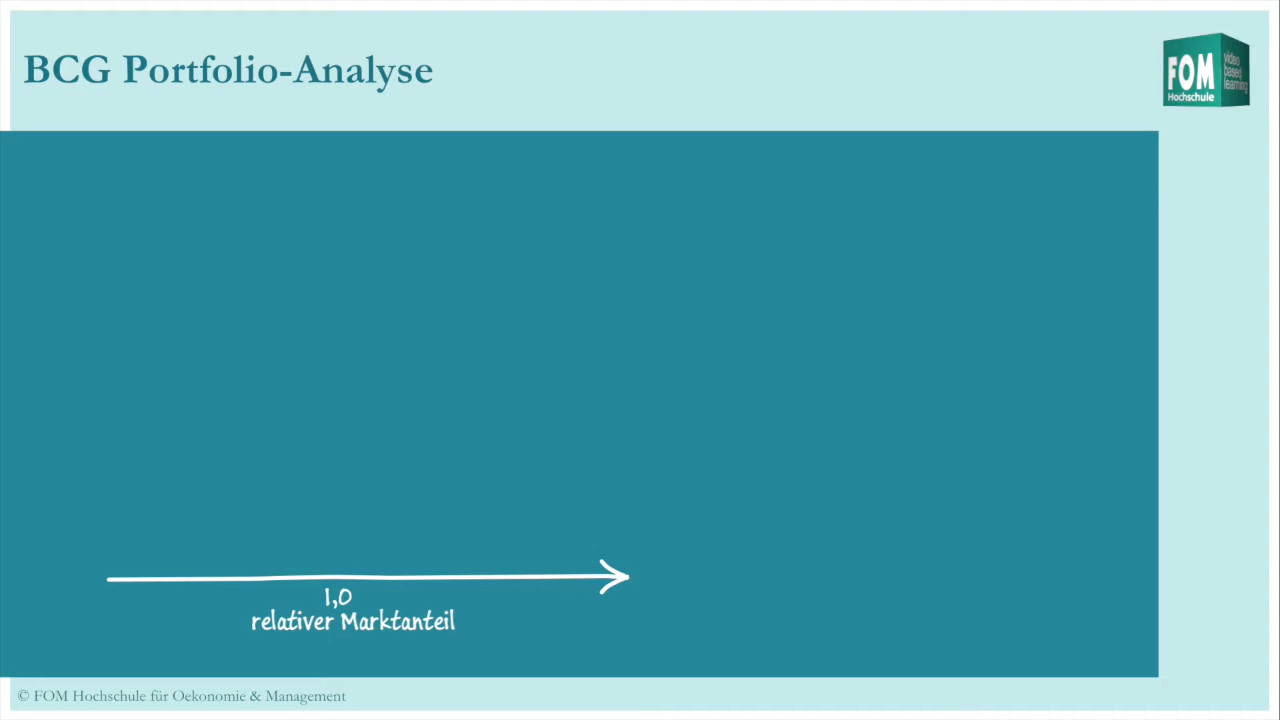 BCG Portfolio-Analyse
FOM
Hochschule
video
based
learning
1,0
relativer Marktanteil
© FOM Hochschule für Oekonomie & Management